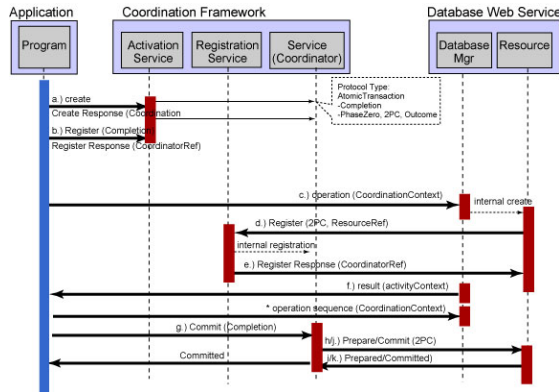 Application
Coordination Framework
Database Web Service
Program
Activation
Service
Registration
Service
Service
(Coordinator)
Database
Mgr
Resource
a.) create
Create Response (Coordination
b.) Register (Completion)
Register Response (CoordinatorRef)
Protocol Type:
AtomicTransaction
-Completion
-PhaseZero, 2PC, Outcome
c.) operation (CoordinationContext)
internal create
d.) Register (2PC, ResourceRef)
internal registration
e.) Register Response (CoordinatorRef)
f.) result (activityContext)
* operation sequence (CoordinationContext)
g.) Commit (Completion)
h/j.) Prepare/Commit (2PC)
Committed
i/k.) Prepared/Committed)